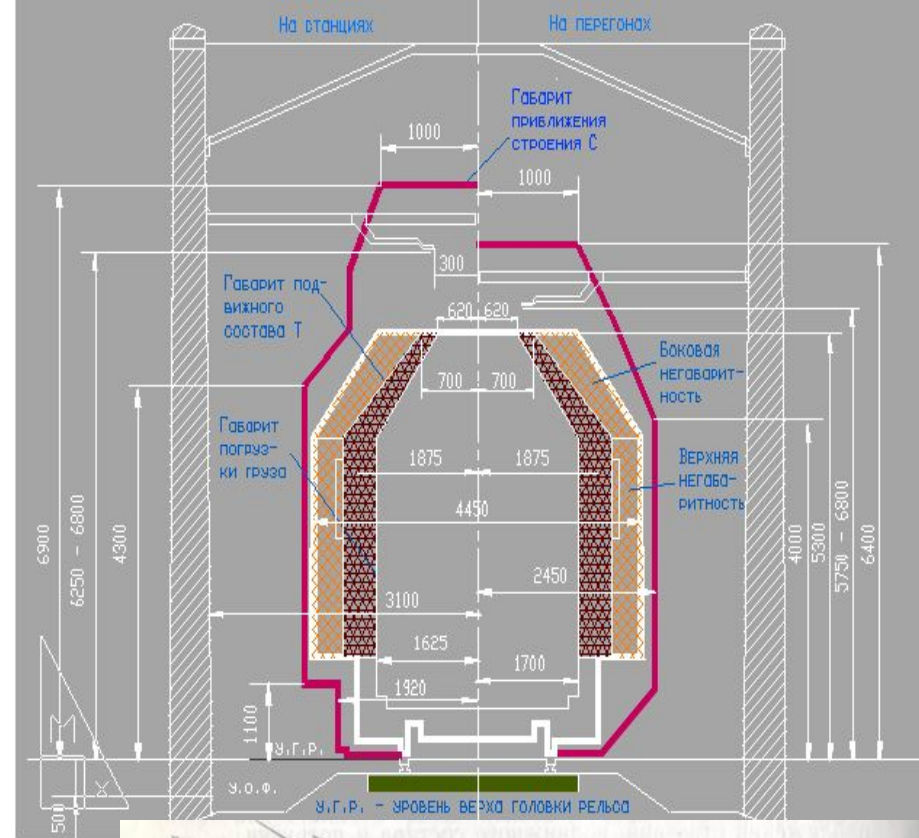 На станциях
На перегонах
Габарит
приближения
строения С
1000
1000
300
Габарит под-
вижного
состава Т
620 620
Боковая
негабарит-
ность
700 700
Габарит
погруз-
ки груза
1875 1875
Верхняя
негаба-
ритность
4450
6900
6250 - 6800
4300
4000
5300
5750 - 6800
6400
2450
3100
1625
1700
1920
1100
У.Г.Р.
X
У.О.Ф.
500
У.Г.Р. - УРОВЕНЬ ВЕРХА ГОЛОВКИ РЕЛЬСА